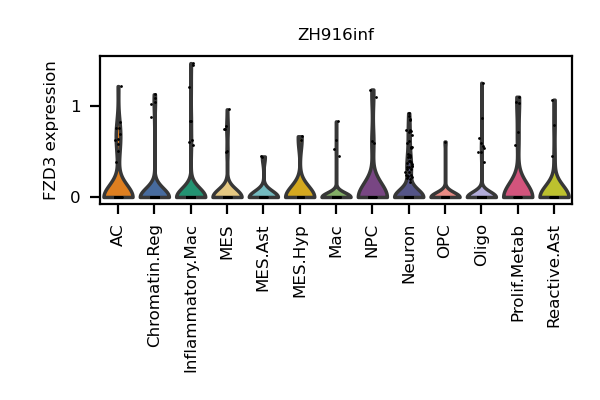 ZH916inf
FZD3 expression
1
0
AC
Chromatin.Reg
Inflammatory.Mac
MES
MES.Ast
MES.Hyp
Mac
NPC
Neuron
OPC
Oligo
Prolif.Metab
Reactive.Ast